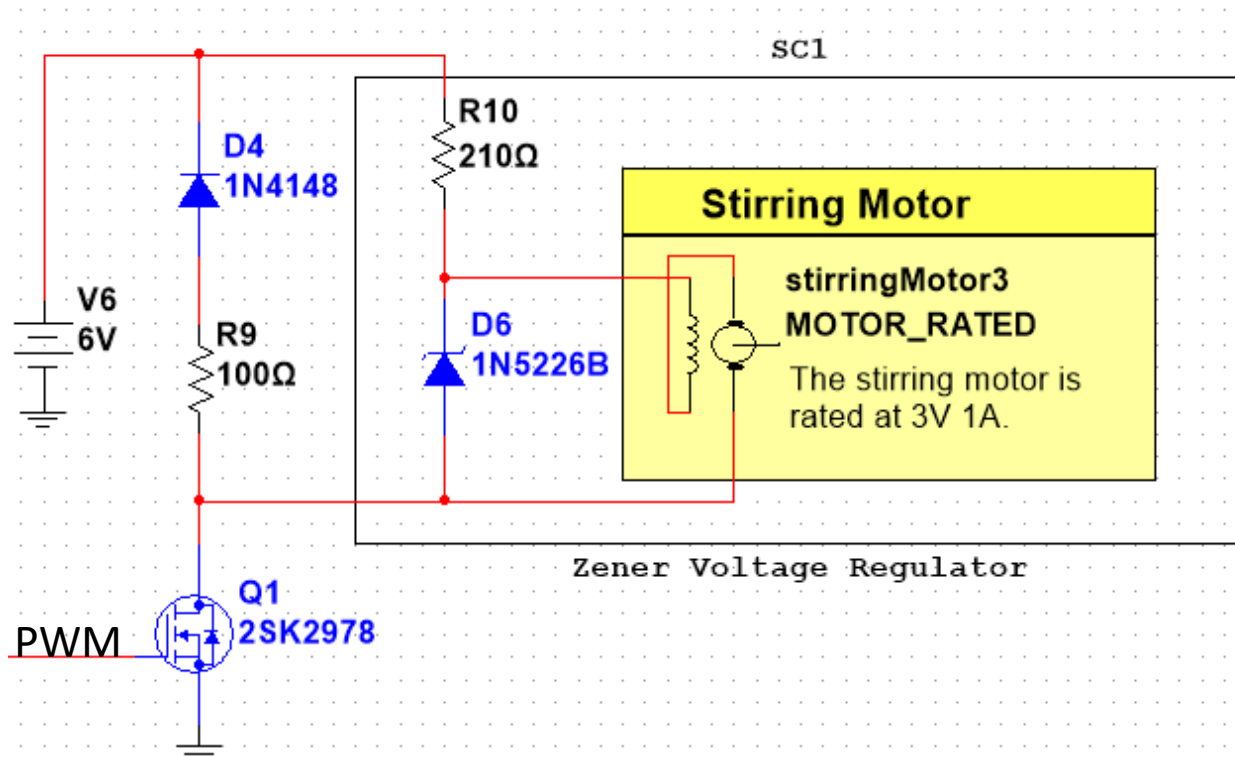 SC1
R10
210Ω
D4
1N4148
Stirring Motor
stirringMotor3
MOTOR_RATED
The stirring motor is
rated at 3V 1A.
V6
6V
R9
100Ω
D6
1N5226B
Zener Voltage Regulator
Q1
2SK2978
PWM